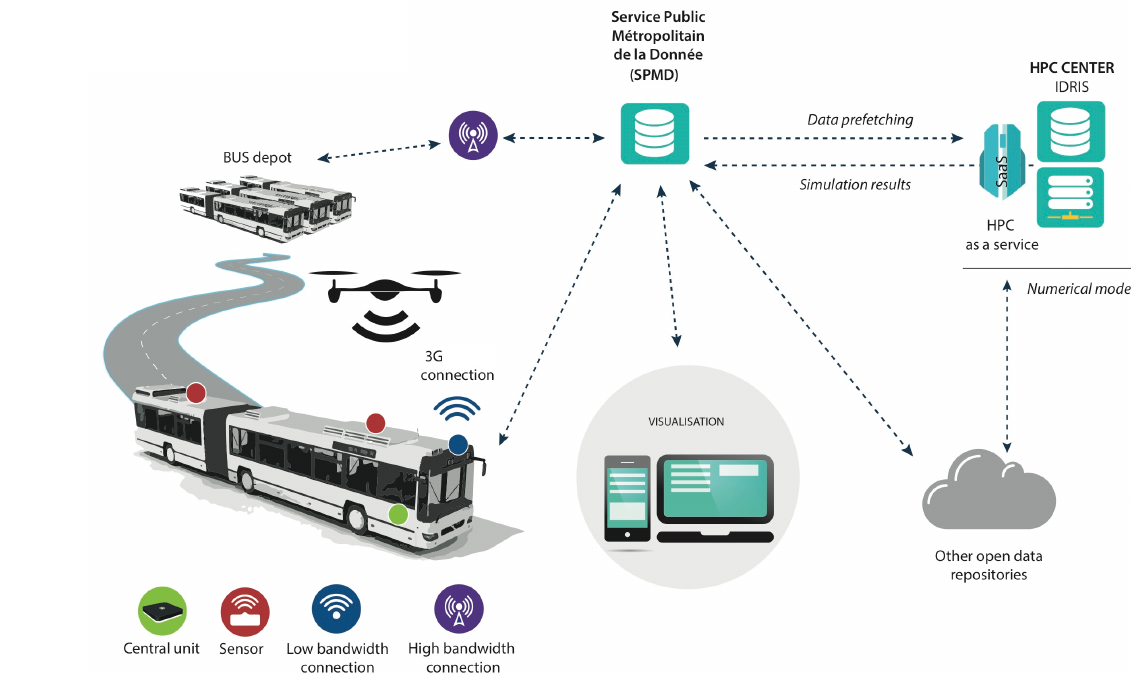 Service Public
Métropolitain
de la Donnée
(SPMD)
HPC CENTER
IDRIS
Data prefetching
BUS depot
SaaS
Simulation results
HPC
as a service
Numerical mode
3G
connection
VISUALISATION
Other open data
repositories
Central unit
Sensor
Low bandwidth
connection
High bandwidth
connection